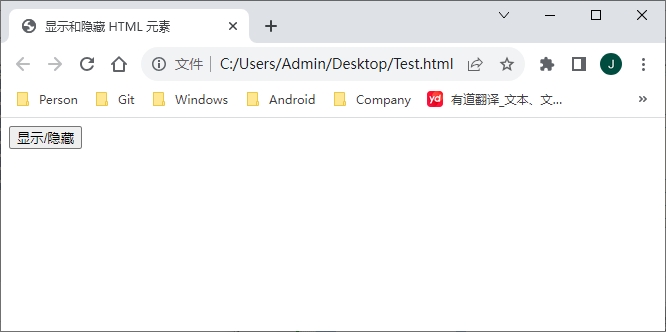 显示和隐藏 HTML 元素
文件 C:/Users/Admin/Desktop/Test.html J
Person Git Windows Android Company yd 有道翻译_文本、文...
显示/隐藏